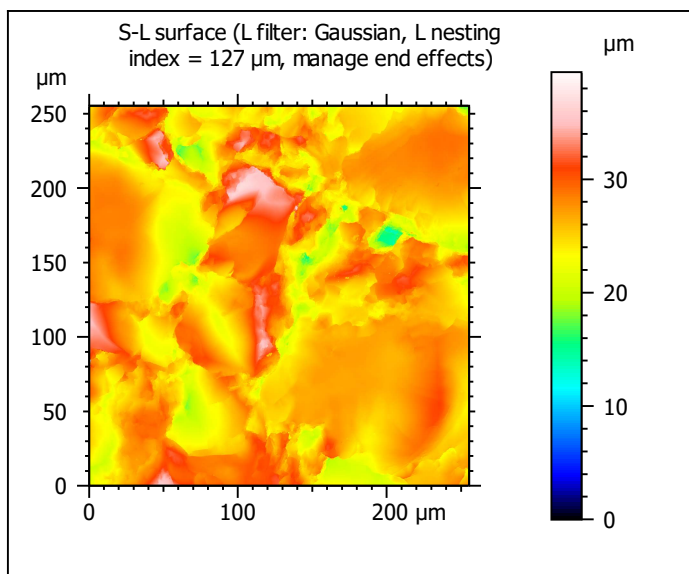 S-L surface (L filter: Gaussian, L nesting
index = 127 µm, manage end effects)
µm
µm
250
200
150
100
50
0
0 100 200 µm
30
20
10
0